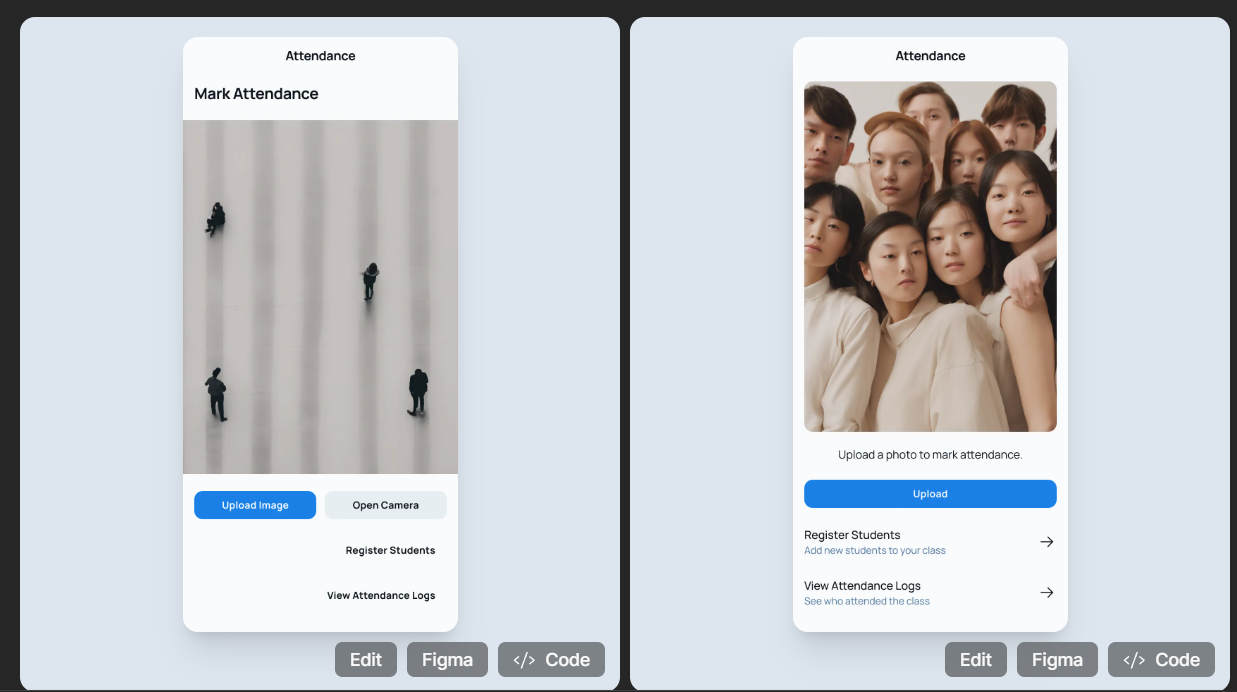 Attendance
Mark Attendance
Upload Image
Open Camera
Register Students
View Attendance Logs
Edit
Figma
</> Code
Attendance
Upload a photo to mark attendance.
Upload
Register Students
Add new students to your class
View Attendance Logs
See who attended the class
Edit
Figma
</> Code